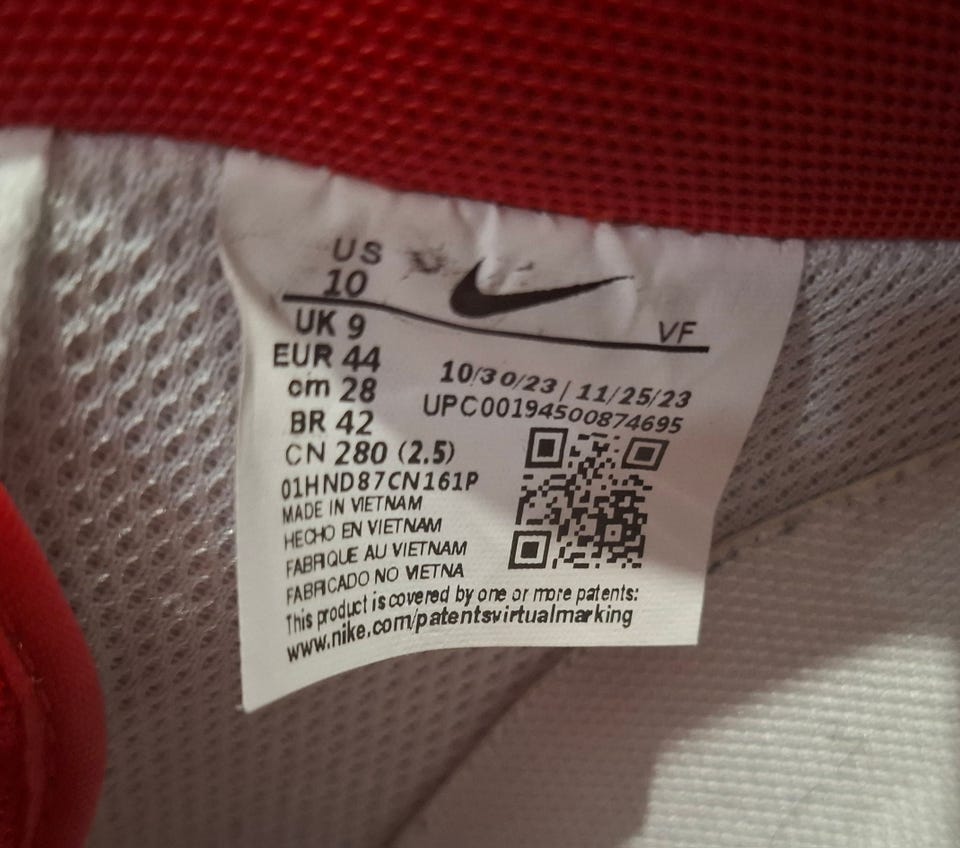 US
10
VF
UK 9
EUR 44
cm 28
BR 42
CN 280 (2.5)
10/30/23 | 11/25/23
UPC00194500874695
01HND87CN161P
MADE IN VIETNAM
HECHO EN VIETNAM
FABRIQUE AU VIETNAM
FABRICADO NO VIETNA
This product is covered by one or more patents:
www.nike.com/patentsvirtualmarking